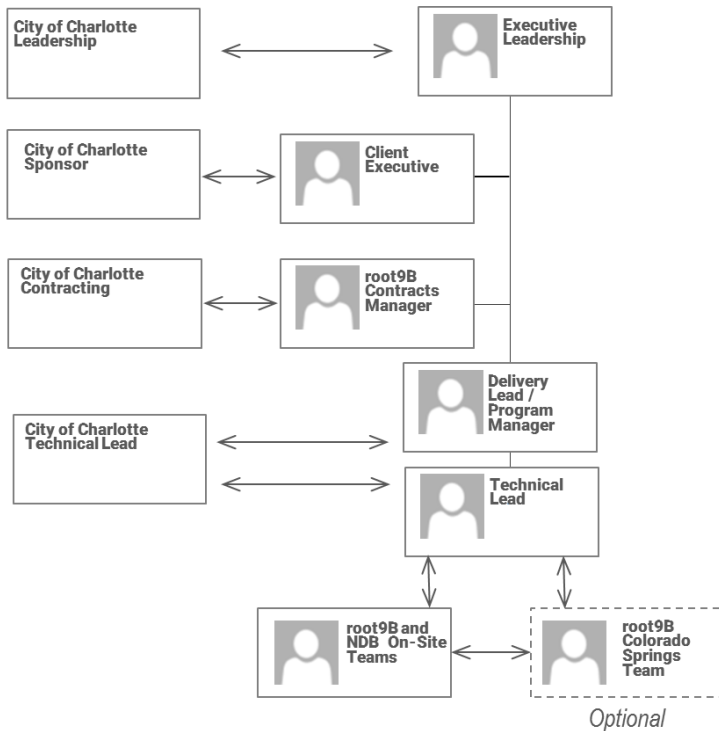 City of Charlotte
Leadership
Executive
Leadership
City of Charlotte
Sponsor
Client
Executive
City of Charlotte
Contracting
root9B
Contracts
Manager
Delivery
Lead /
Program
Manager
City of Charlotte
Technical Lead
Technical
Lead
root9B and
NDB On-Site
Teams
root9B
Colorado
Springs
Team
Optional